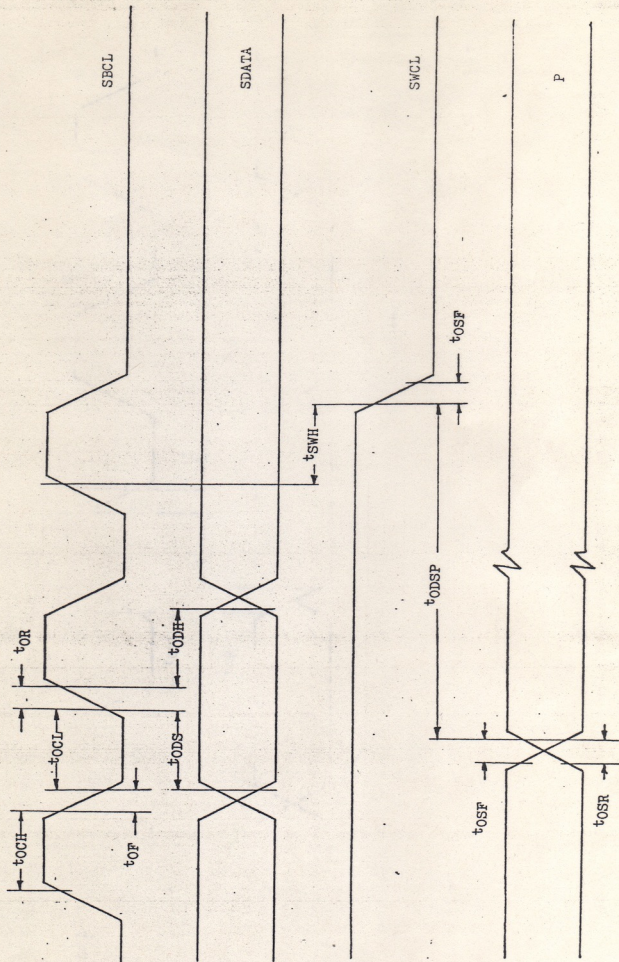 SBCL
SDATA
SWCL
P
tOR
tOCL
tOCH
tOF
tODH
tODS
tSWH
tOSF
tODSP
tOSF
tOSR